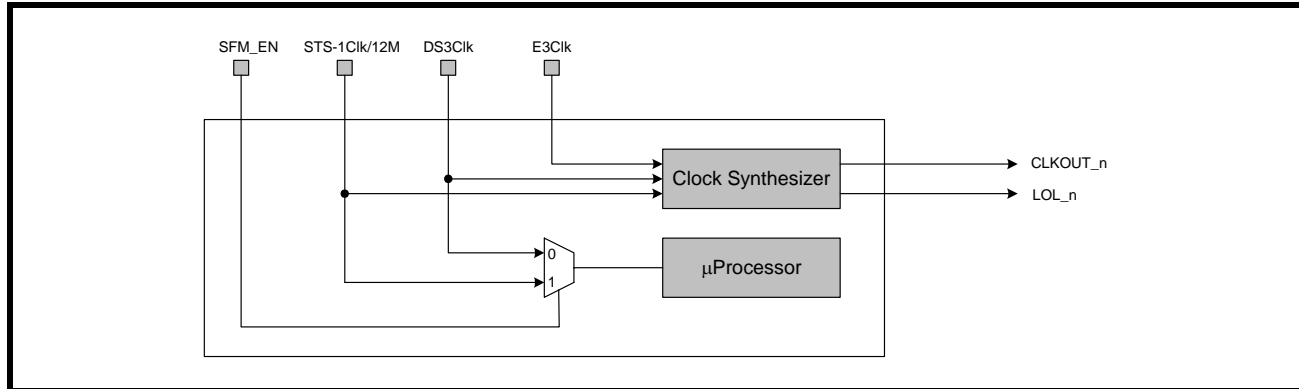 SFM_EN STS-1Clk/12M DS3Clk E3Clk
Clock Synthesizer
CLKOUT_n
LOL_n
0
1
μProcessor